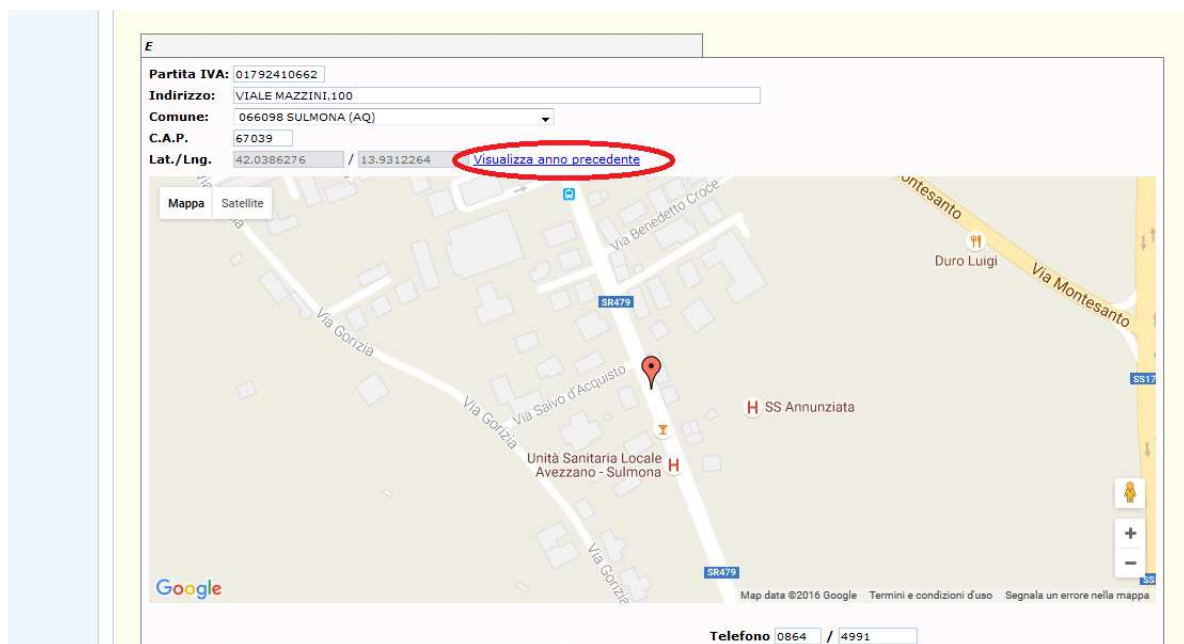 E
Partita IVA: 01792410662
Indirizzo: VIALE MAZZINI,100
Comune: 066098 SULMONA (AQ)
C.A.P. 67039
Lat./Lng. 42.0386276 / 13.9312264 Visualizza anno precedente
Mappa Satellite
Via Benedetto Croce
ontesanto
Duro Luigi
Via Montesanto
SR479
Via Gorizia
Via Salvo d'Acquisto
SS17
SS Annunziata
Via Gorizia
Unità Sanitaria Locale
Avezzano - Sulmona
Via Gorizia
SR479
SS
Google
Map data ©2016 Google Termini e condizioni d'uso Segnala un errore nella mappa
Telefono 0864 / 4991